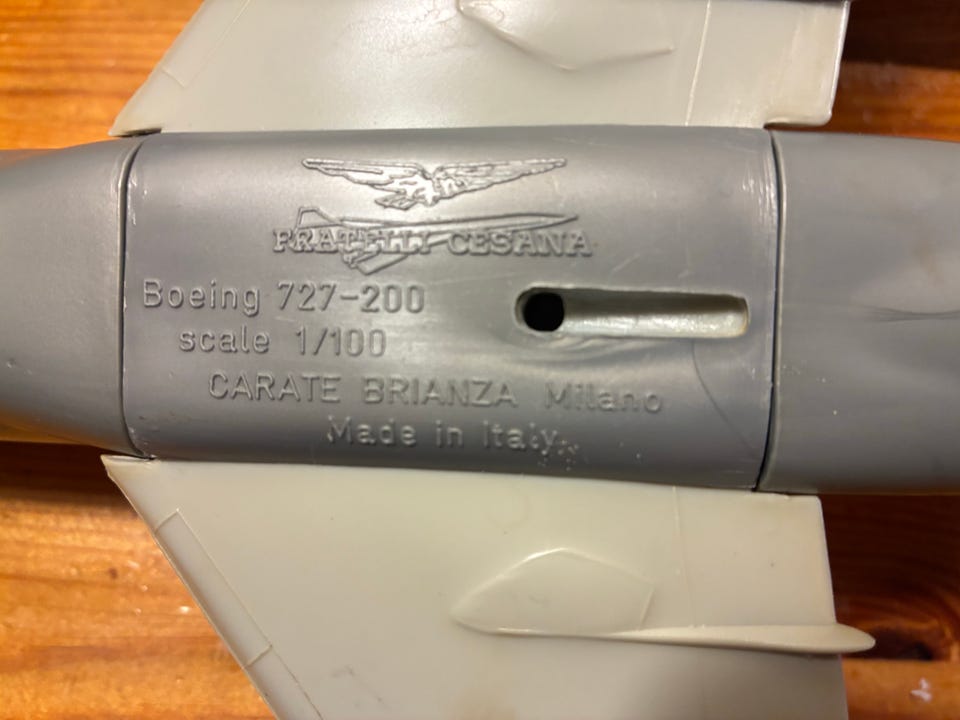 FRATELLI CESANA
Boeing 727-200
scale 1/100
CARATE BRIANZA Milano
Made in Italy